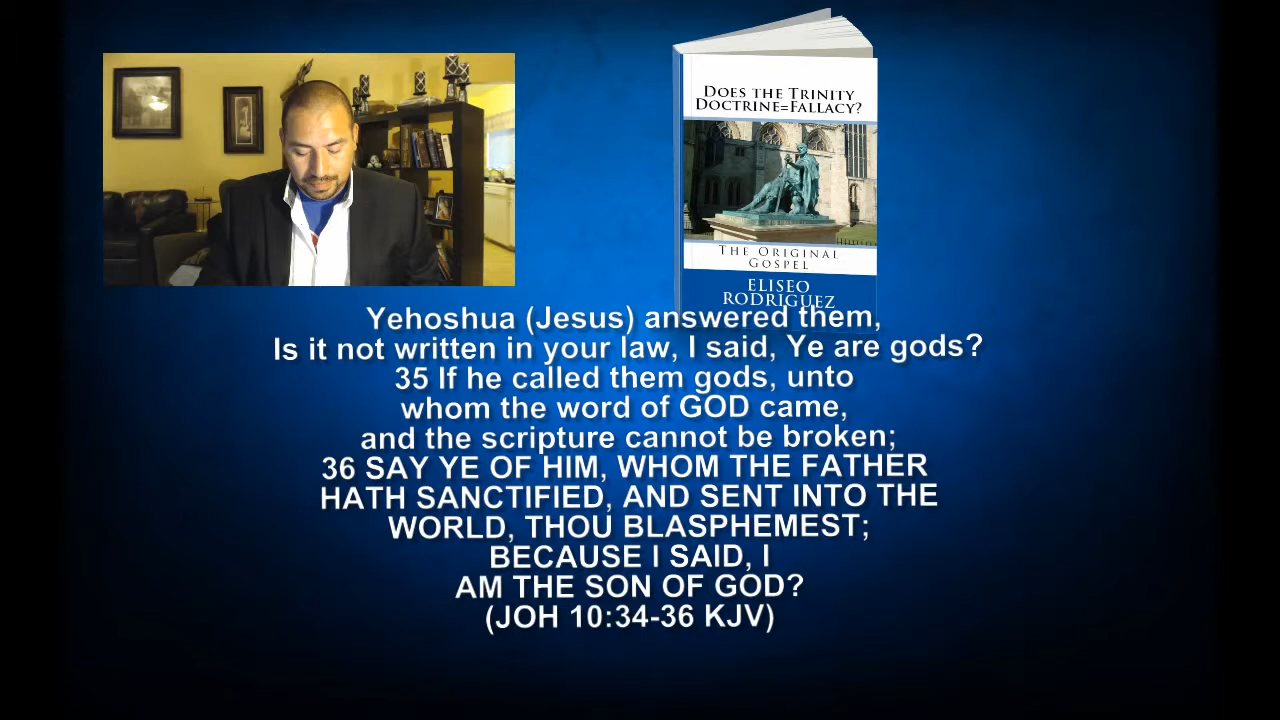 DOES THE TRINITY
DOCTRINE=FALLACY?
THE ORIGINAL
GOSPEL
ELISEO
RODRIGUEZ
Yehoshua (Jesus) answered them,
Is it not written in your law, I said, Ye are gods?
35 If he called them gods, unto
whom the word of GOD came,
and the scripture cannot be broken;
36 SAY YE OF HIM, WHOM THE FATHER
HATH SANCTIFIED, AND SENT INTO THE
WORLD, THOU BLASPHEMEST;
BECAUSE I SAID, I
AM THE SON OF GOD?
(JOH 10:34-36 KJV)